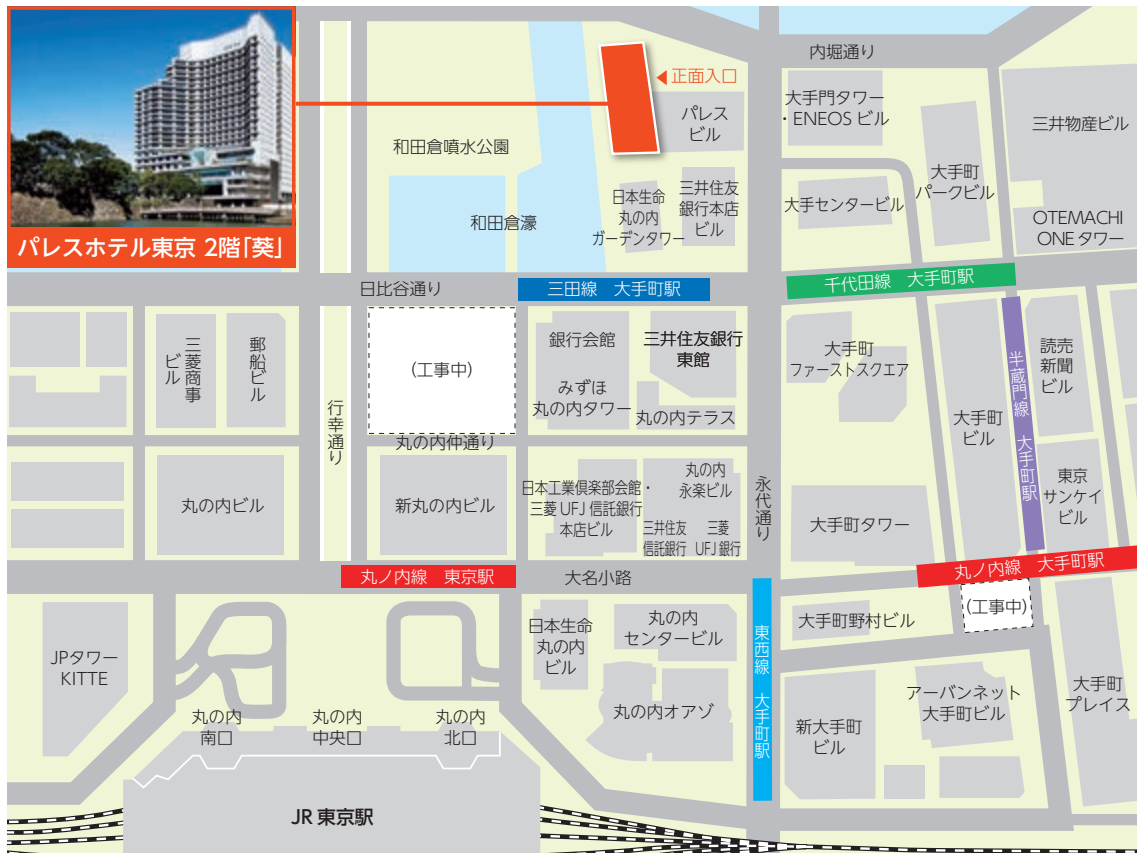 パレスホテル東京 2階「葵」
内堀通り
正面入口
パレス
ビル
大手門タワー
・ENEOS ビル
三井物産ビル
和田倉噴水公園
大手町
パークビル
日本生命
丸の内
ガーデンタワー
三井住友
銀行本店
ビル
大手センタービル
和田倉濠
OTEMACHI
ONE タワー
日比谷通り
三田線 大手町駅
千代田線 大手町駅
三菱商事
ビル
郵船ビル
行幸通り
(工事中)
銀行会館
みずほ
丸の内タワー
三井住友銀行
東館
丸の内テラス
大手町
ファーストスクエア
大手町
ビル
半蔵門線 大手町駅
読売
新聞
ビル
丸の内仲通り
丸の内ビル
新丸の内ビル
日本工業倶楽部会館・
三菱 UFJ 信託銀行
本店ビル
丸の内
永楽ビル
三井住友
信託銀行
三菱
UFJ 銀行
永代通り
大手町タワー
東京
サンケイ
ビル
丸ノ内線 東京駅
大名小路
丸ノ内線 大手町駅
(工事中)
JPタワー
KITTE
日本生命
丸の内
ビル
丸の内
センタービル
東西線 大手町駅
大手町野村ビル
丸の内オアゾ
新大手町
ビル
アーバンネット
大手町ビル
大手町
プレイス
丸の内
南口
丸の内
中央口
丸の内
北口
JR 東京駅